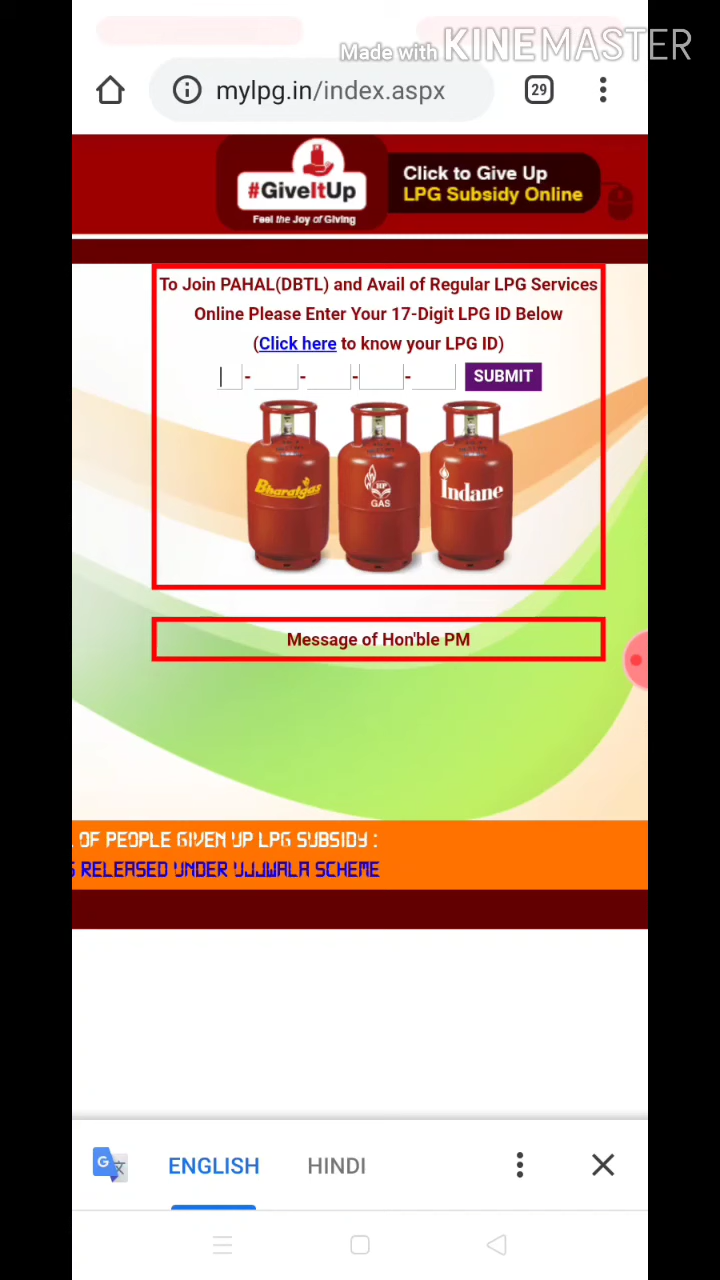 Made with KINEMASTER
mylpg.in/index.aspx
29
#GiveItUp
Feel the Joy of Giving
Click to Give Up
LPG Subsidy Online
To Join PAHAL(DBTL) and Avail of Regular LPG Services
Online Please Enter Your 17-Digit LPG ID Below
(Click here to know your LPG ID)
- - - - SUBMIT
Bharatgas
HP
GAS
Indane
Message of Hon'ble PM
. OF PEOPLE GIVEN UP LPG SUBSIDY :
S RELEASED UNDER UJJWALA SCHEME
G ENGLISH HINDI